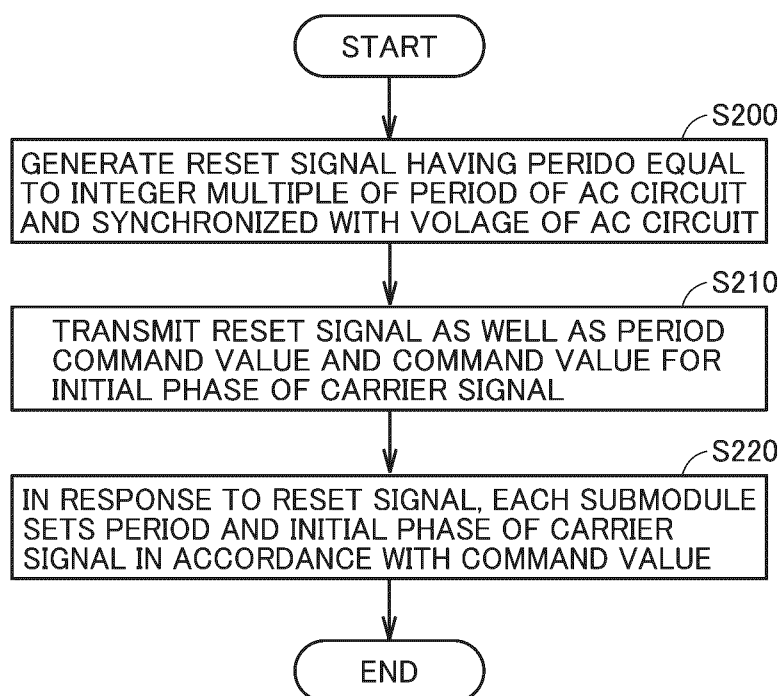 START
S200
GENERATE RESET SIGNAL HAVING PERIDO EQUAL
TO INTEGER MULTIPLE OF PERIOD OF AC CIRCUIT
AND SYNCHRONIZED WITH VOLAGE OF AC CIRCUIT
S210
TRANSMIT RESET SIGNAL AS WELL AS PERIOD
COMMAND VALUE AND COMMAND VALUE FOR
INITIAL PHASE OF CARRIER SIGNAL
S220
IN RESPONSE TO RESET SIGNAL, EACH SUBMODULE
SETS PERIOD AND INITIAL PHASE OF CARRIER
SIGNAL IN ACCORDANCE WITH COMMAND VALUE
END